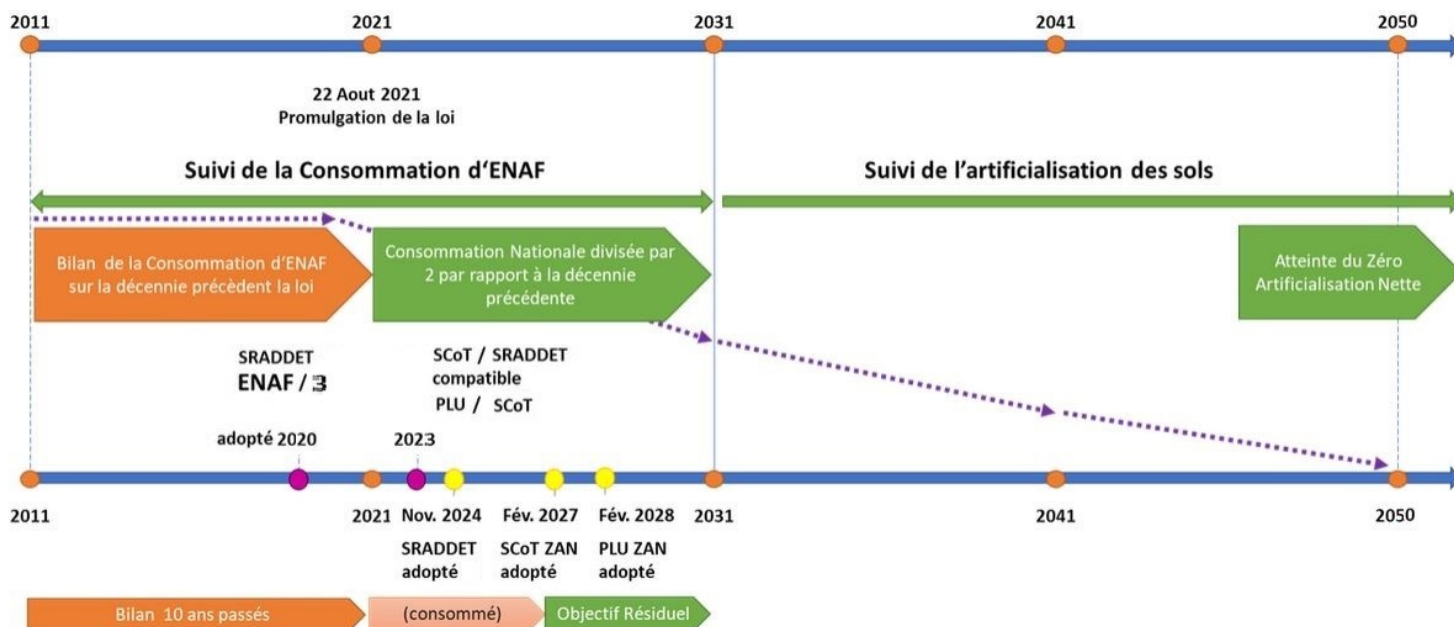 2011 2021 2031 2041 2050
22 Aout 2021
Promulgation de la loi
Suivi de la Consommation d'ENAF
Suivi de l'artificialisation des sols
Bilan de la Consommation d'ENAF
sur la décennie précèdent la loi
Consommation Nationale divisée par
2 par rapport à la décennie
précédente
Atteinte du Zéro
Artificialisation Nette
SRADDET
ENAF / 3
SCoT / SRADDET
compatible
PLU / SCoT
adopté 2020
2023
2011 2021 Nov. 2024 Fév. 2027 Fév. 2028 2031 2041 2050
SRADDET
adopté
SCoT ZAN
adopté
PLU ZAN
adopté
Bilan 10 ans passés
(consommé)
Objectif Résiduel